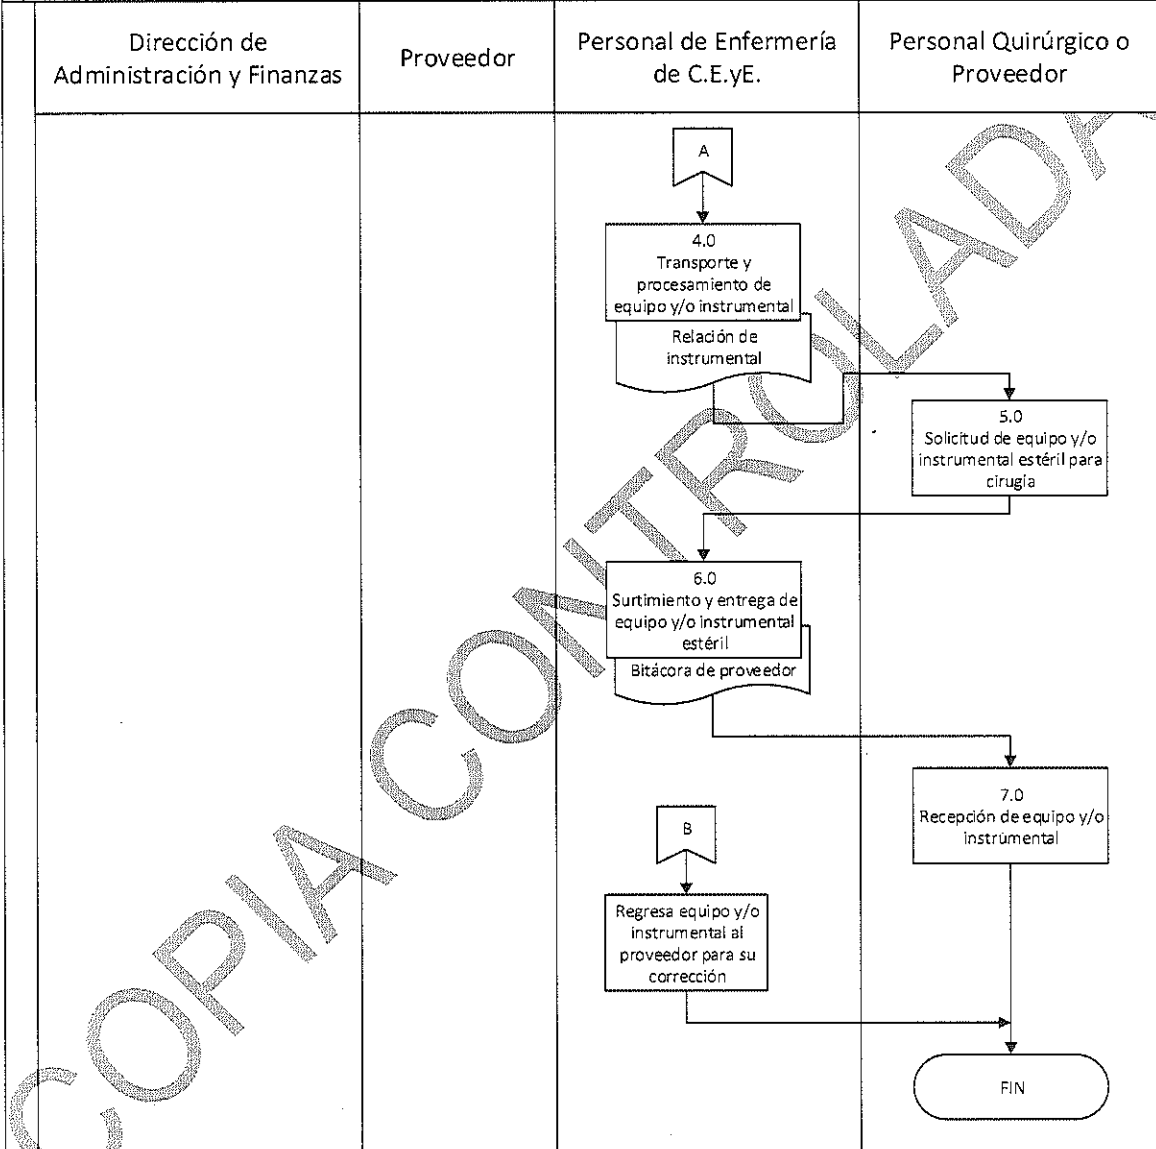 Dirección de
Administración y Finanzas
Proveedor
Personal de Enfermería
de C.E.yE.
Personal Quirúrgico o
Proveedor
A
4.0
Transporte y
procesamiento de
equipo y/o instrumental
Relación de
instrumental
5.0
Solicitud de equipo y/o
instrumental estéril para
cirugía
6.0
Surtimiento y entrega de
equipo y/o instrumental
estéril
Bitácora de proveedor
7.0
Recepción de equipo y/o
instrumental
B
Regresa equipo y/o
instrumental al
proveedor para su
corrección
FIN
COPIA CONTROLADA